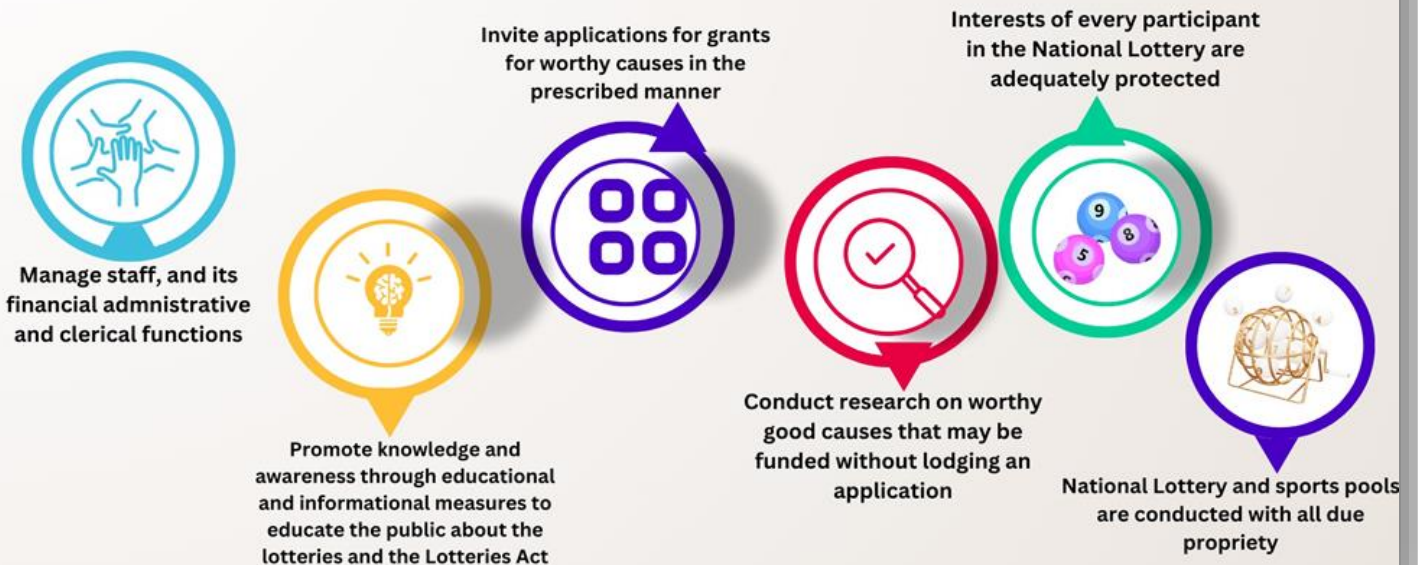 Manage staff, and its
financial admnistrative
and clerical functions
Promote knowledge and
awareness through educational
and informational measures to
educate the public about the
lotteries and the Lotteries Act
Invite applications for grants
for worthy causes in the
prescribed manner
Conduct research on worthy
good causes that may be
funded without lodging an
application
Interests of every participant
in the National Lottery are
adequately protected
9
8
5
National Lottery and sports pools
are conducted with all due
propriety